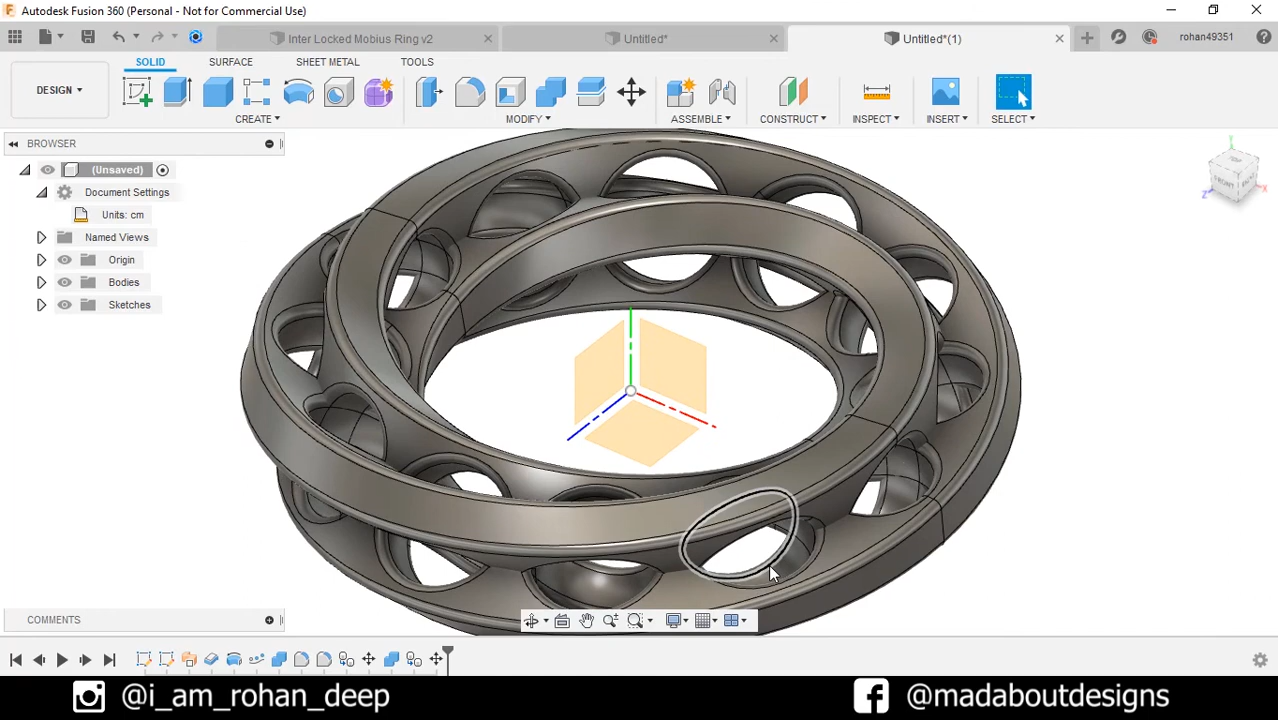 Autodesk Fusion 360 (Personal - Not for Commercial Use)
Inter Locked Mobius Ring v2
Untitled*
Untitled*(1)
rohan49351
SOLID
SURFACE
SHEET METAL
TOOLS
DESIGN
CREATE
MODIFY
ASSEMBLE
CONSTRUCT
INSPECT
INSERT
SELECT
BROWSER
(Unsaved)
Document Settings
Units: cm
Named Views
Origin
Bodies
Sketches
Y
FRONT
Z
X
COMMENTS
@i_am_rohan_deep
@madaboutdesigns